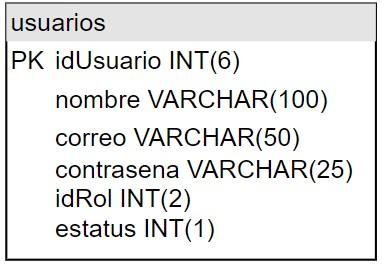 usuarios
PK idUsuario INT(6)
nombre VARCHAR(100)
correo VARCHAR(50)
contrasena VARCHAR(25)
idRol INT(2)
estatus INT(1)